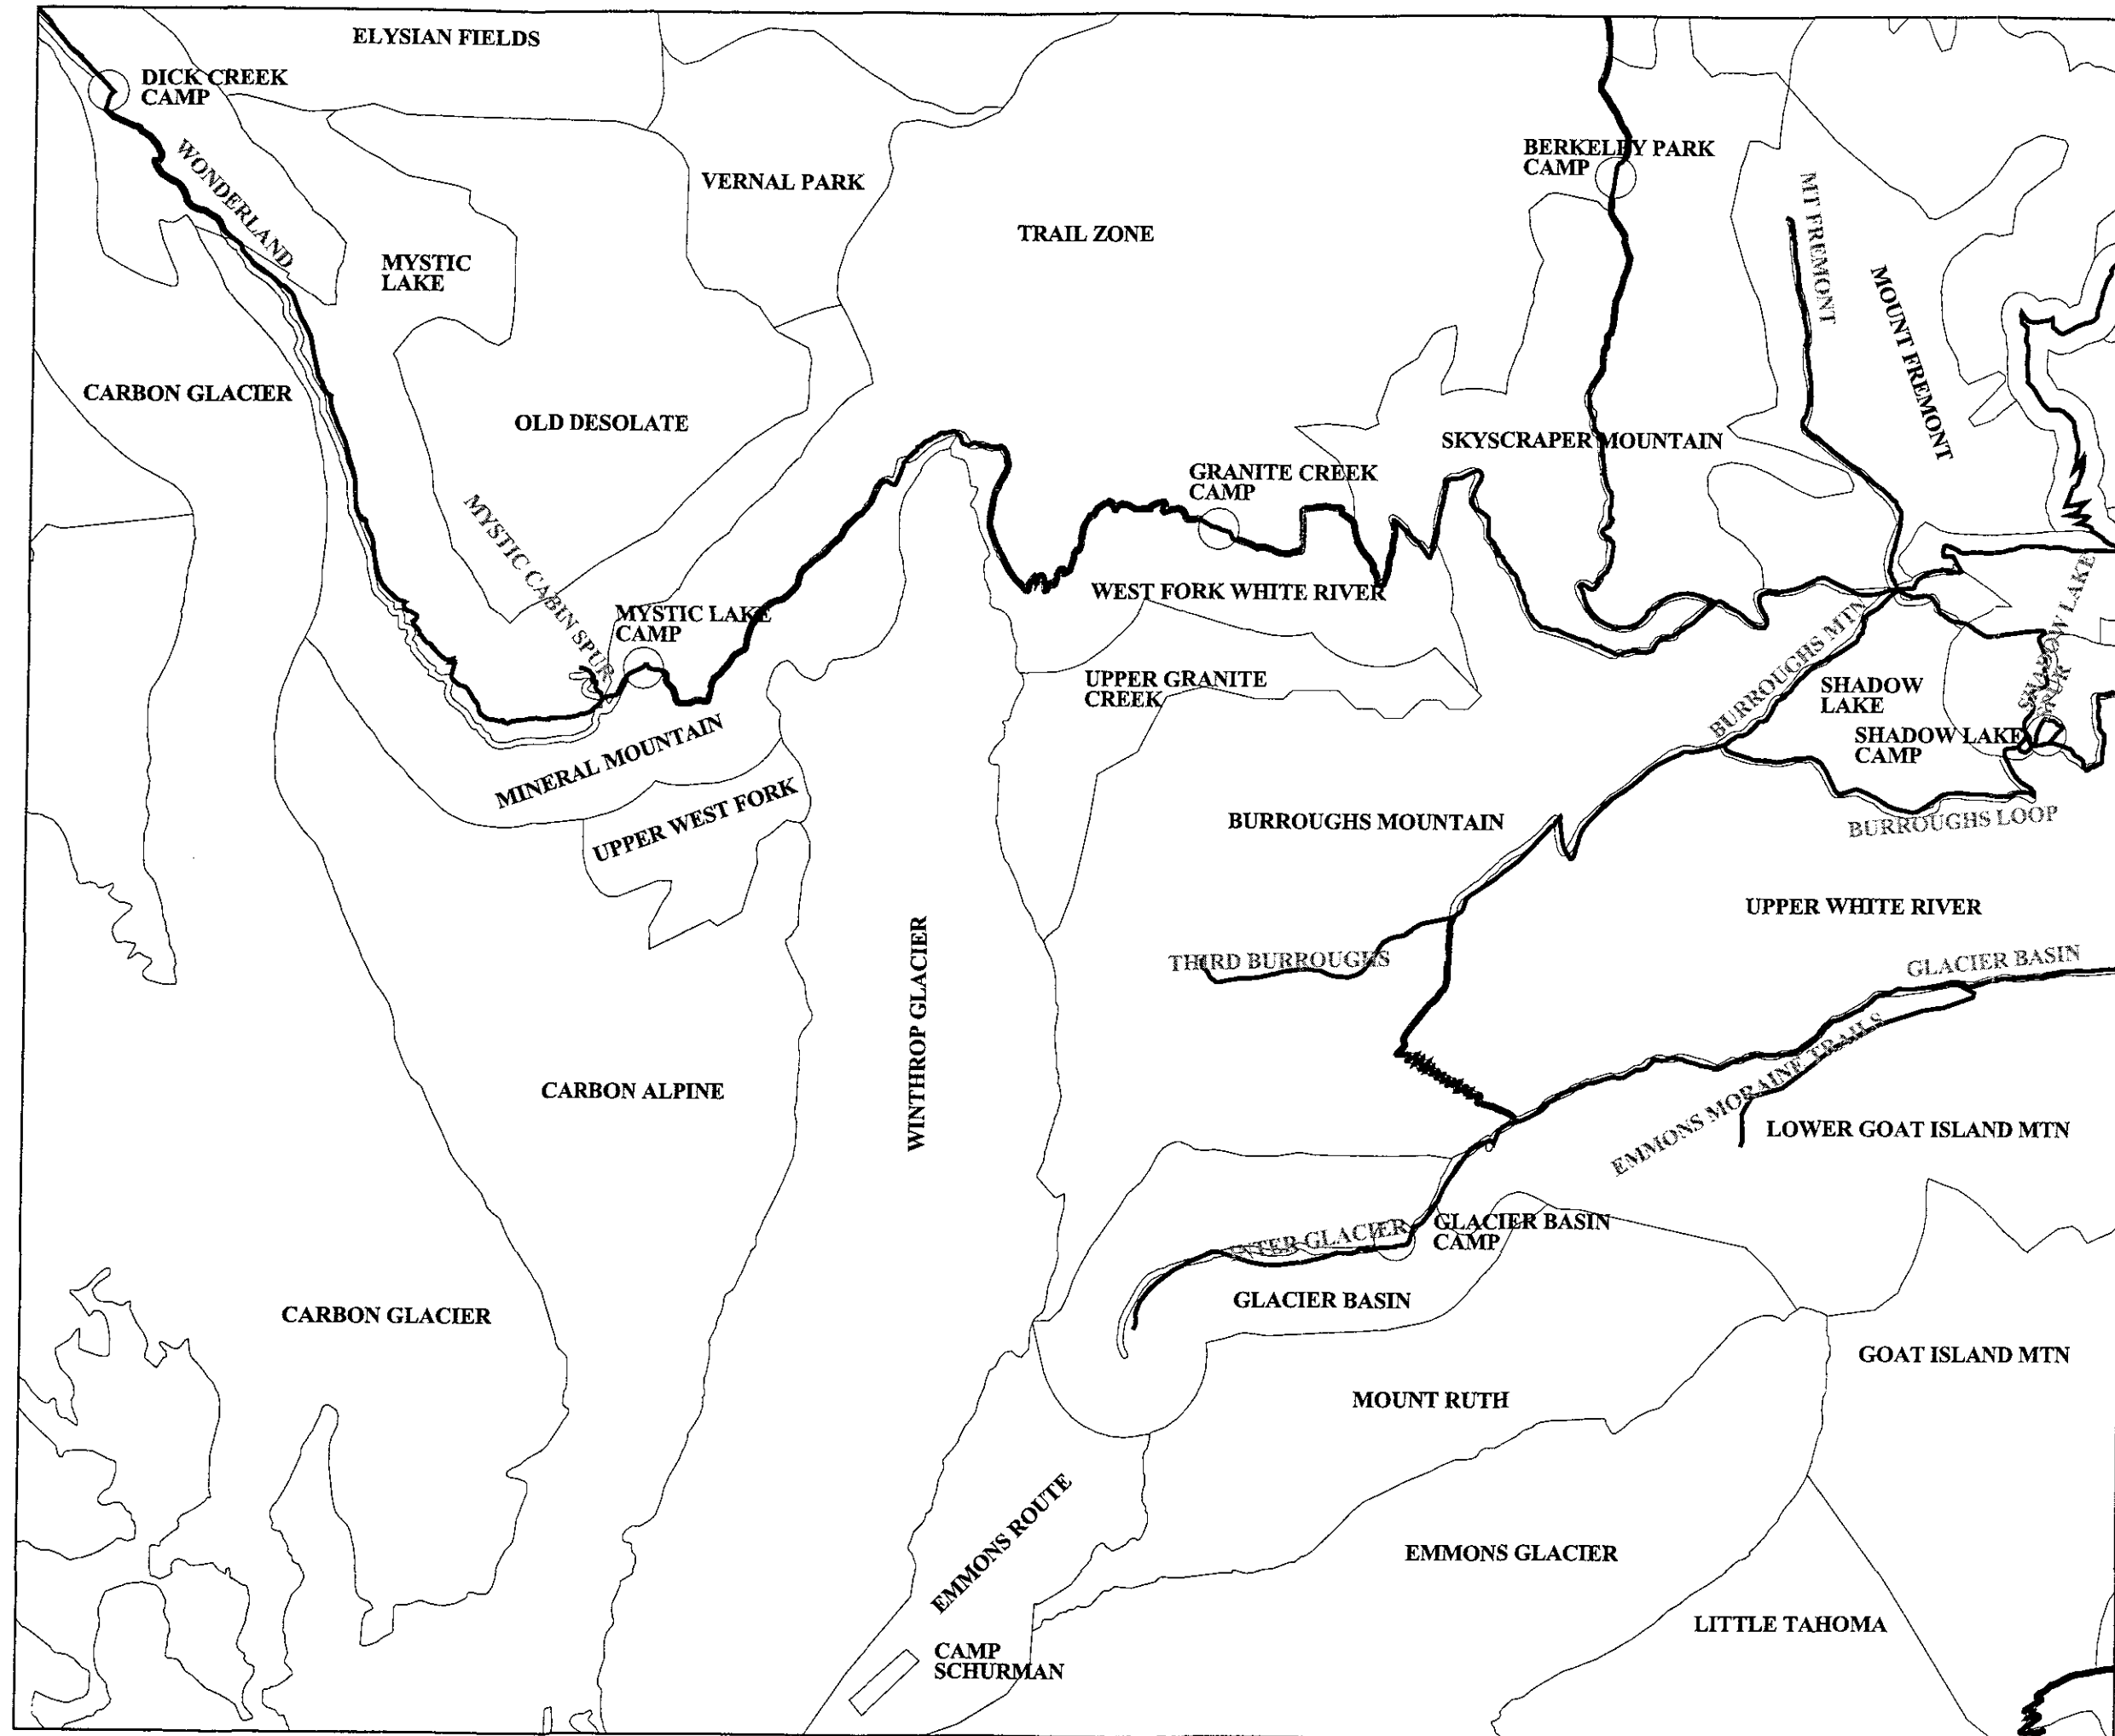 ELYSIAN FIELDS
DICK CREEK
CAMP
WONDERLAND
BERKELEY PARK
CAMP
VERNAL PARK
MT FREMONT
TRAIL ZONE
MYSTIC
LAKE
MOUNT FREMONT
CARBON GLACIER
OLD DESOLATE
SKYSCRAPER MOUNTAIN
GRANITE CREEK
CAMP
MYSTIC CABIN SPUR
WEST FORK WHITE RIVER
MYSTIC LAKE
CAMP
SHADOW LAKE
SPUR
BURROUGHS MTN
UPPER GRANITE
CREEK
SHADOW
LAKE
SHADOW LAKE
CAMP
MINERAL MOUNTAIN
UPPER WEST FORK
BURROUGHS MOUNTAIN
BURROUGHS LOOP
UPPER WHITE RIVER
THIRD BURROUGHS
GLACIER BASIN
WINTHROP GLACIER
EMMONS MORAINE TRAILS
CARBON ALPINE
LOWER GOAT ISLAND MTN
INTER GLACIER
GLACIER BASIN
CAMP
GLACIER BASIN
CARBON GLACIER
GOAT ISLAND MTN
MOUNT RUTH
EMMONS ROUTE
EMMONS GLACIER
LITTLE TAHOMA
CAMP
SCHURMAN